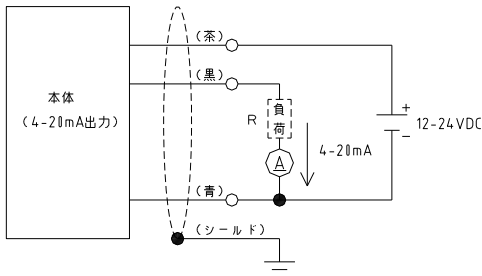 (茶)
(黒)
本体
(4-20mA出力)
R
負荷
A
4-20mA
+
12-24VDC
−
(青)
(シールド)